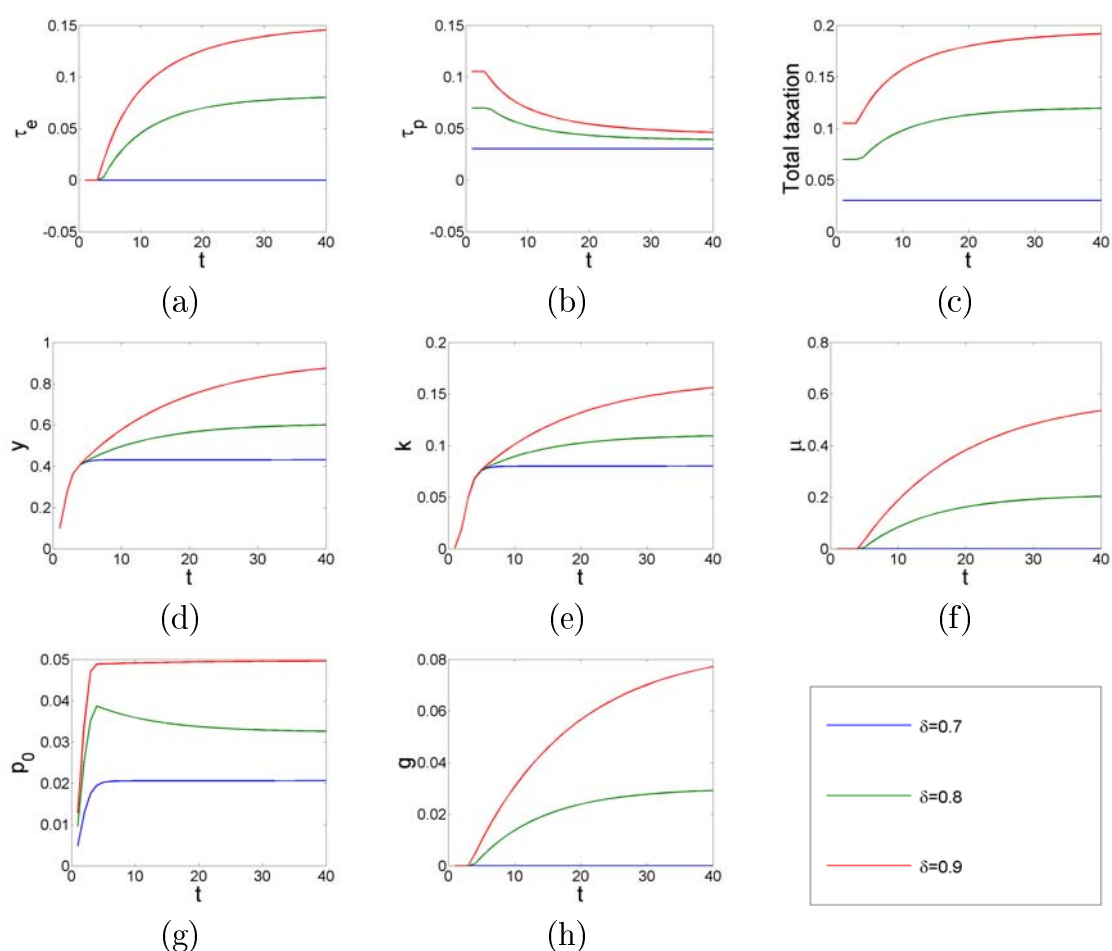 0.15 0.1 0.05 0 -0.05
τe
0 10 20 30 40
t
(a)
0.15 0.1 0.05 0 -0.05
τp
0 10 20 30 40
t
(b)
0.2 0.15 0.1 0.05 0
Total taxation
0 10 20 30 40
t
(c)
1 0.8 0.6 0.4 0.2 0
y
0 10 20 30 40
t
(d)
0.2 0.15 0.1 0.05 0
k
0 10 20 30 40
t
(e)
0.8 0.6 0.4 0.2 0
μ
0 10 20 30 40
t
(f)
0.05 0.04 0.03 0.02 0.01 0
p0
0 10 20 30 40
t
(g)
0.08 0.06 0.04 0.02 0
g
0 10 20 30 40
t
(h)
δ=0.7
δ=0.8
δ=0.9